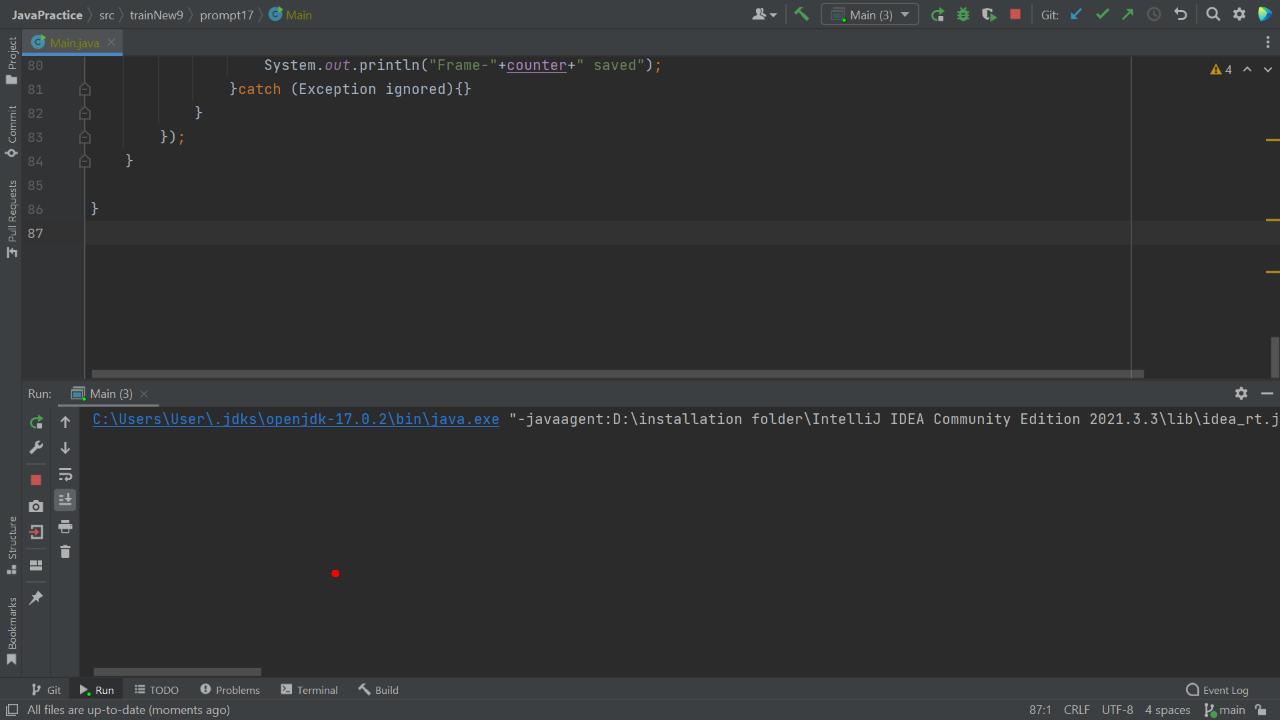 JavaPractice src trainNew9 prompt17 Main
Main (3)
Git:
Main.java
Project
Commit
Pull Requests
Structure
Bookmarks
4
80 System.out.println("Frame-"+counter+" saved");
81 }catch (Exception ignored){}
82 }
83 });
84 }
85
86 }
87
Run: Main (3)
C:\Users\User\.jdks\openjdk-17.0.2\bin\java.exe "-javaagent:D:\installation folder\IntelliJ IDEA Community Edition 2021.3.3\lib\idea_rt.j
Git Run TODO Problems Terminal Build Event Log
All files are up-to-date (moments ago) 87:1 CRLF UTF-8 4 spaces main